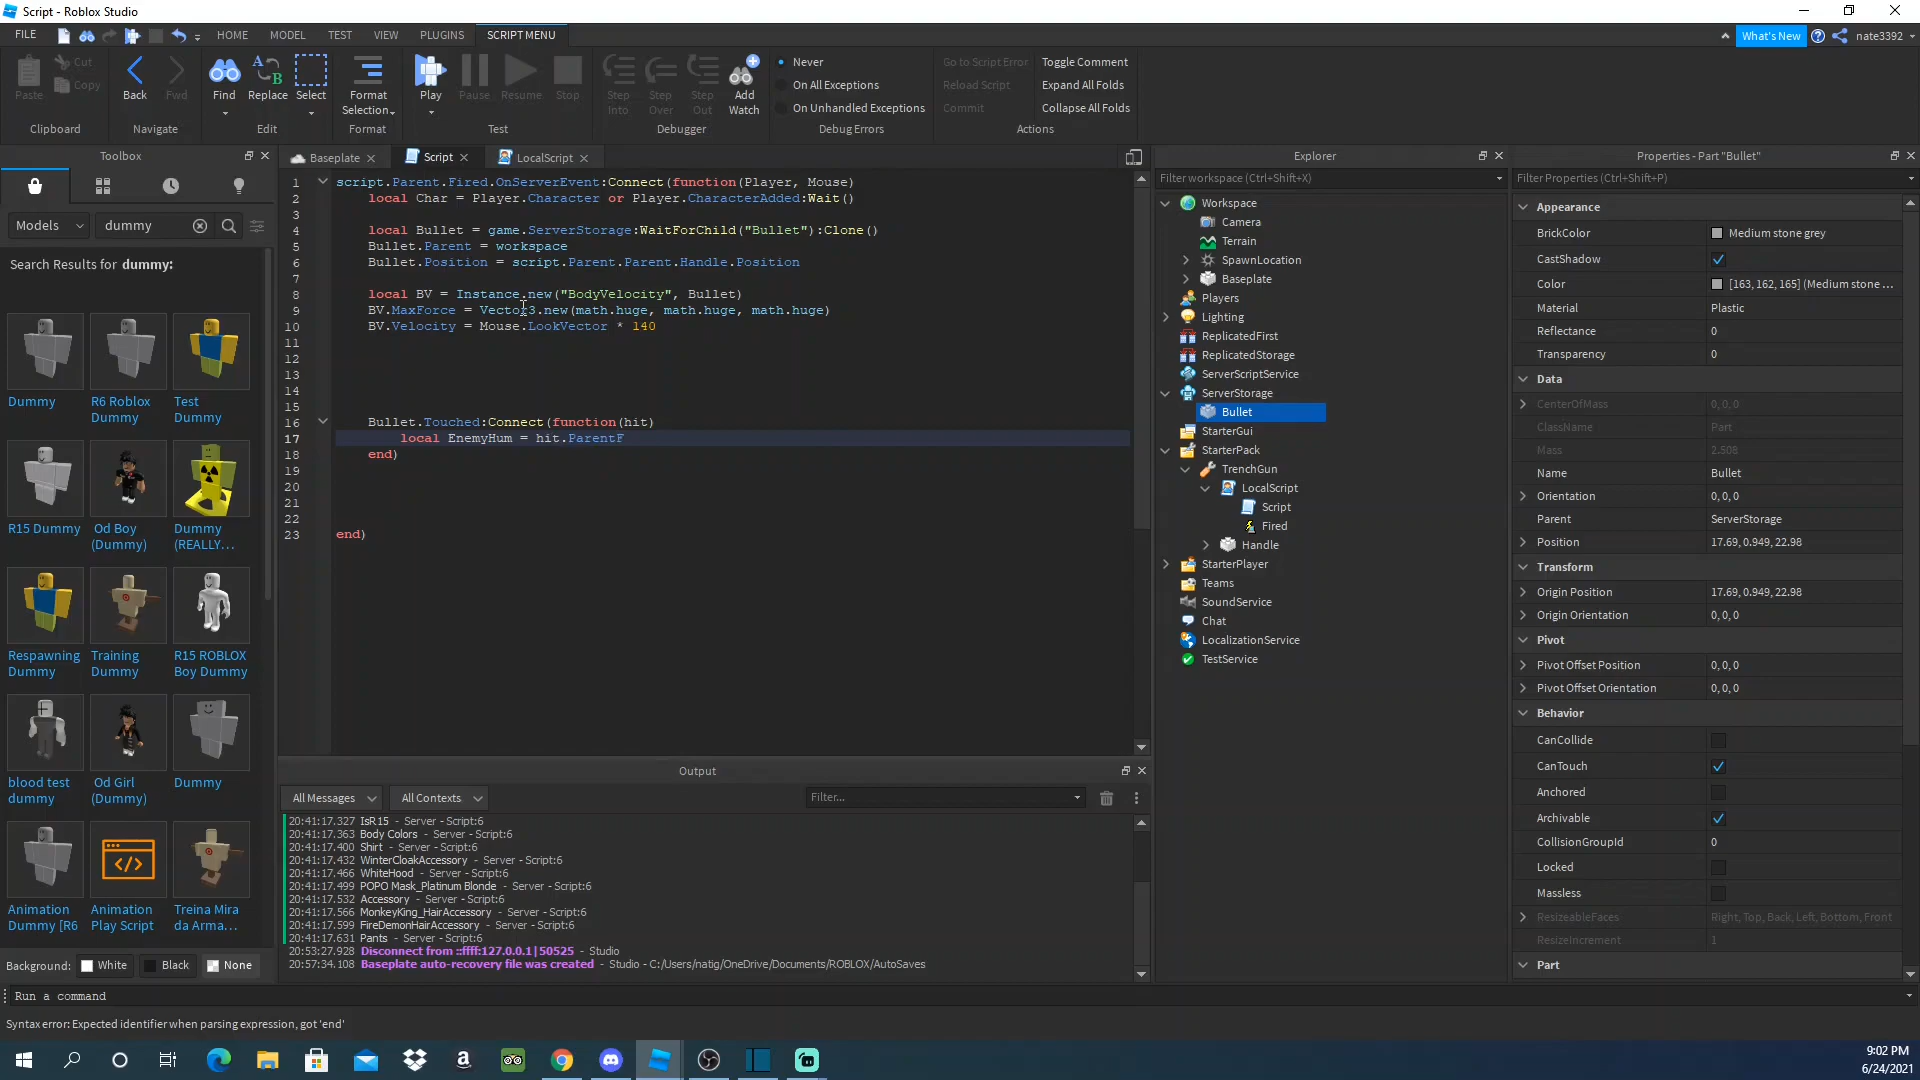 Script - Roblox Studio
FILE
HOME
MODEL
TEST
VIEW
PLUGINS
SCRIPT MENU
What's New
nate3392
Paste
Cut
Copy
Clipboard
Back
Fwd
Navigate
Find
Replace
Select
Edit
Format
Selection
Format
Play
Pause
Resume
Stop
Test
Step
Into
Step
Over
Step
Out
Add
Watch
Debugger
Never
On All Exceptions
On Unhandled Exceptions
Debug Errors
Go to Script Error
Reload Script
Commit
Toggle Comment
Expand All Folds
Collapse All Folds
Actions
Toolbox
Models
dummy
Search Results for dummy:
Dummy
R6 Roblox
Dummy
Test
Dummy
R15 Dummy
Od Boy
(Dummy)
Dummy
(REALLY...
Respawning
Dummy
Training
Dummy
R15 ROBLOX
Boy Dummy
blood test
dummy
Od Girl
(Dummy)
Dummy
Animation
Dummy [R6
Animation
Play Script
Treina Mira
da Arma...
Background:
White
Black
None
Baseplate
Script
LocalScript
1 script.Parent.Fired.OnServerEvent:Connect(function(Player, Mouse)
2 local Char = Player.Character or Player.CharacterAdded:Wait()
3
4 local Bullet = game.ServerStorage:WaitForChild("Bullet"):Clone()
5 Bullet.Parent = workspace
6 Bullet.Position = script.Parent.Parent.Handle.Position
7
8 local BV = Instance.new("BodyVelocity", Bullet)
9 BV.MaxForce = Vector3.new(math.huge, math.huge, math.huge)
10 BV.Velocity = Mouse.LookVector * 140
11
12
13
14
15
16 Bullet.Touched:Connect(function(hit)
17 local EnemyHum = hit.ParentF
18 end)
19
20
21
22
23 end)
Output
All Messages
All Contexts
Filter...
20:41:17.327 IsR15 - Server - Script:6
20:41:17.363 Body Colors - Server - Script:6
20:41:17.400 Shirt - Server - Script:6
20:41:17.432 WinterCloakAccessory - Server - Script:6
20:41:17.466 WhiteHood - Server - Script:6
20:41:17.499 POPO Mask_Platinum Blonde - Server - Script:6
20:41:17.532 Accessory - Server - Script:6
20:41:17.566 MonkeyKing_HairAccessory - Server - Script:6
20:41:17.599 FireDemonHairAccessory - Server - Script:6
20:41:17.631 Pants - Server - Script:6
20:53:27.928 Disconnect from ::ffff:127.0.0.1|50525 - Studio
20:57:34.108 Baseplate auto-recovery file was created - Studio - C:/Users/natig/OneDrive/Documents/ROBLOX/AutoSaves
Explorer
Filter workspace (Ctrl+Shift+X)
Workspace
Camera
Terrain
SpawnLocation
Baseplate
Players
Lighting
ReplicatedFirst
ReplicatedStorage
ServerScriptService
ServerStorage
Bullet
StarterGui
StarterPack
TrenchGun
LocalScript
Script
Fired
Handle
StarterPlayer
Teams
SoundService
Chat
LocalizationService
TestService
Properties - Part "Bullet"
Filter Properties (Ctrl+Shift+P)
Appearance
BrickColor Medium stone grey
CastShadow
Color [163, 162, 165] (Medium stone ...
Material Plastic
Reflectance 0
Transparency 0
Data
CenterOfMass 0, 0, 0
ClassName Part
Mass 2.508
Name Bullet
Orientation 0, 0, 0
Parent ServerStorage
Position 17.69, 0.949, 22.98
Transform
Origin Position 17.69, 0.949, 22.98
Origin Orientation 0, 0, 0
Pivot
Pivot Offset Position 0, 0, 0
Pivot Offset Orientation 0, 0, 0
Behavior
CanCollide
CanTouch
Anchored
Archivable
CollisionGroupId 0
Locked
Massless
ResizeableFaces Right, Top, Back, Left, Bottom, Front
ResizeIncrement 1
Part
Run a command
Syntax error: Expected identifier when parsing expression, got 'end'
9:02 PM
6/24/2021